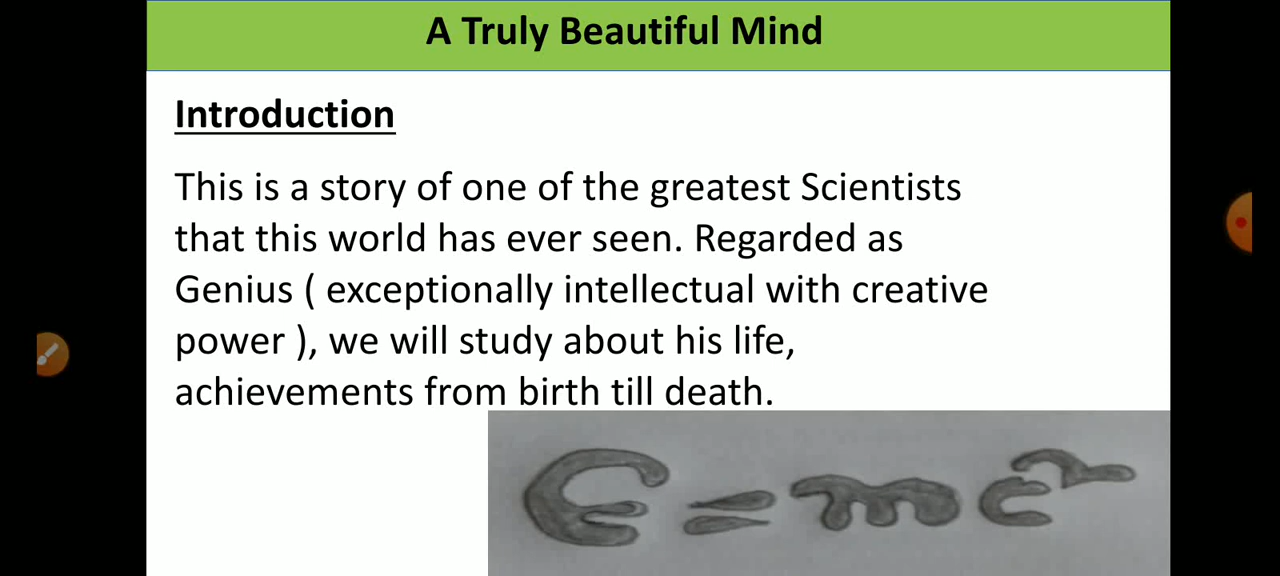 A Truly Beautiful Mind
Introduction
This is a story of one of the greatest Scientists
that this world has ever seen. Regarded as
Genius ( exceptionally intellectual with creative
power ), we will study about his life,
achievements from birth till death.
E=mc²